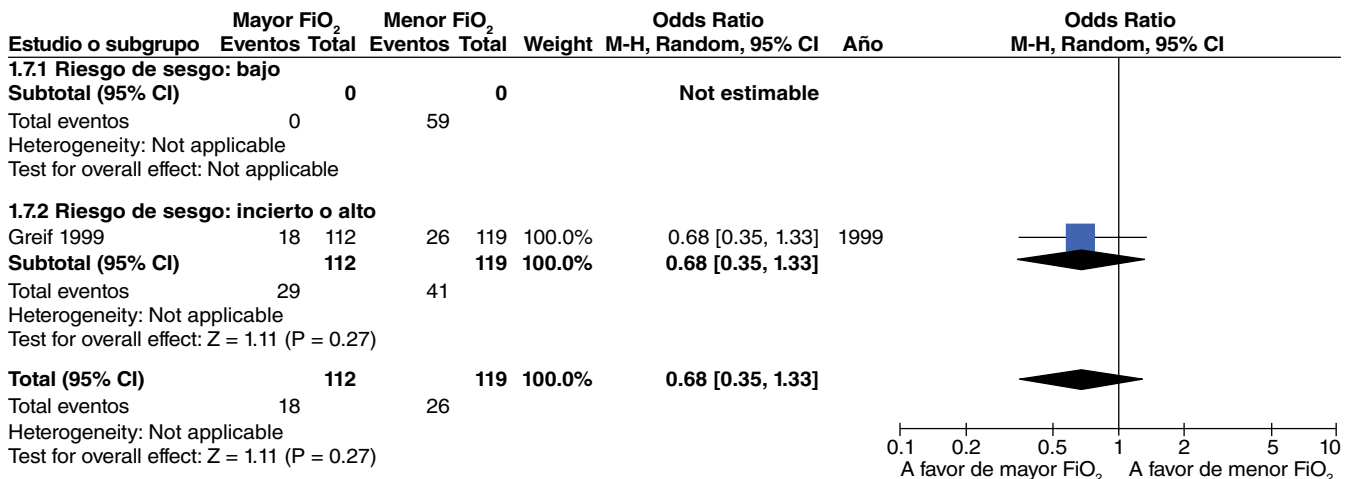 Mayor FiO2 Menor FiO2 Odds Ratio Odds Ratio
Estudio o subgrupo Eventos Total Eventos Total Weight M-H, Random, 95% CI Año M-H, Random, 95% CI
1.7.1 Riesgo de sesgo: bajo
Subtotal (95% CI) 0 0 Not estimable
Total eventos 0 59
Heterogeneity: Not applicable
Test for overall effect: Not applicable
1.7.2 Riesgo de sesgo: incierto o alto
Greif 1999 18 112 26 119 100.0% 0.68 [0.35, 1.33] 1999
Subtotal (95% CI) 112 119 100.0% 0.68 [0.35, 1.33]
Total eventos 29 41
Heterogeneity: Not applicable
Test for overall effect: Z = 1.11 (P = 0.27)
Total (95% CI) 112 119 100.0% 0.68 [0.35, 1.33]
Total eventos 18 26
Heterogeneity: Not applicable
Test for overall effect: Z = 1.11 (P = 0.27)
0.1 0.2 0.5 1 2 5 10
A favor de mayor FiO2 A favor de menor FiO2